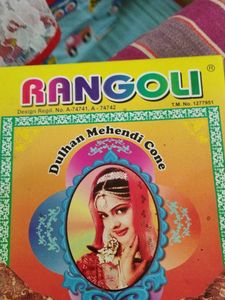 RANGOLI®
Design Regd. No. A-74741, A - 74742
T.M. No. 1277951
Dulhan Mehendi Cone